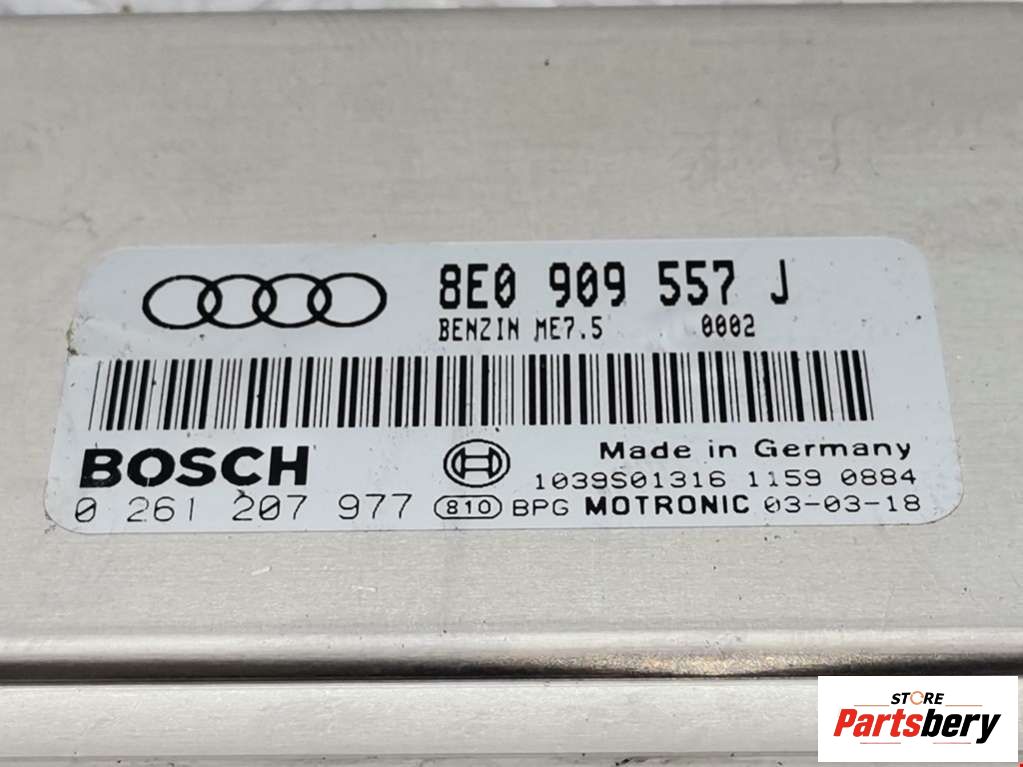 8E0 909 557 J
BENZIN ME7.5 0002
BOSCH
Made in Germany
1039S01316 1159 0884
0 261 207 977 810 BPG MOTRONIC 03-03-18
STORE
Partsbery